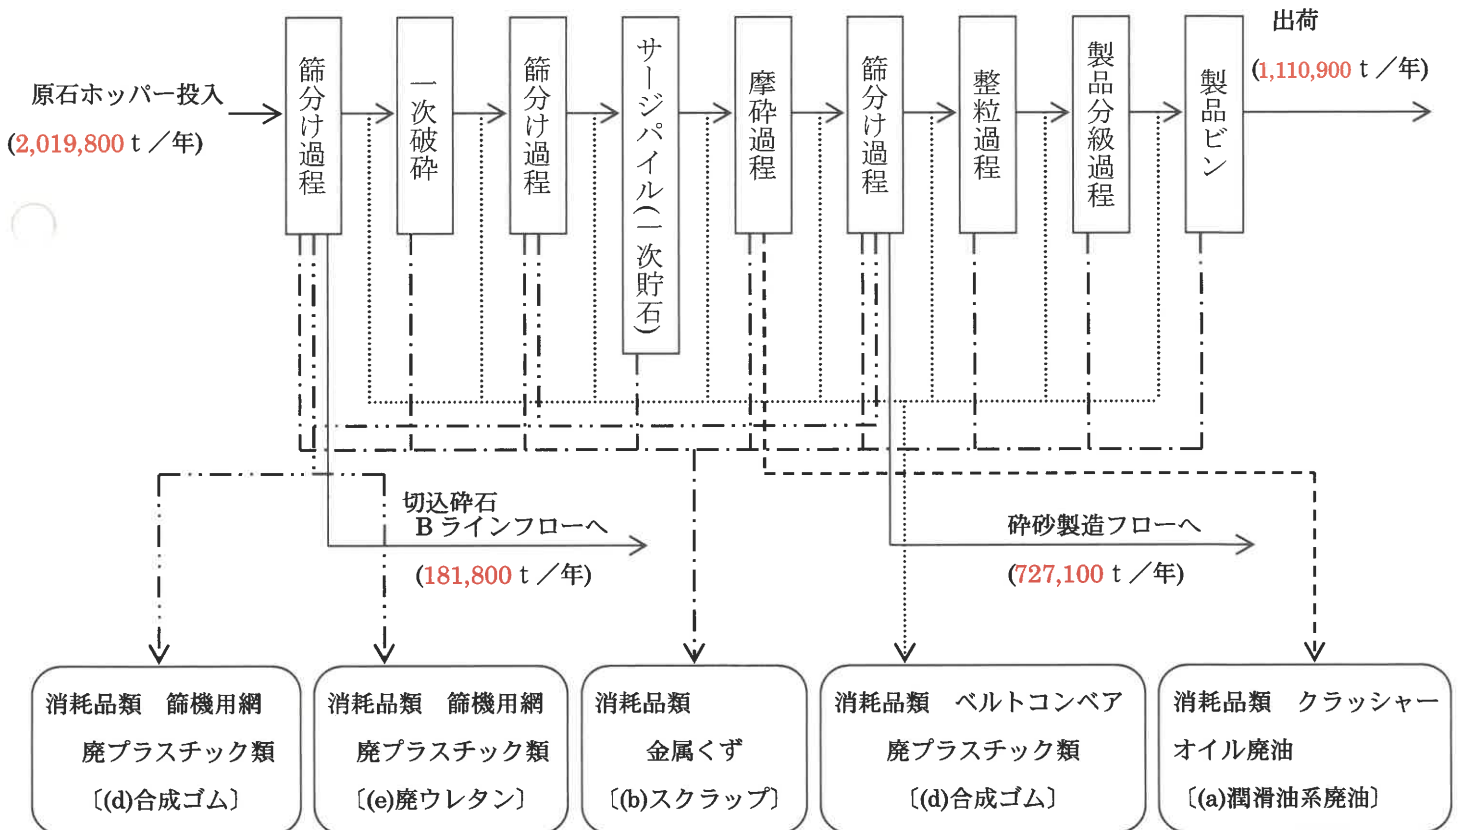 出荷
(1,110,900 t／年)
原石ホッパー投入
(2,019,800 t／年)
篩分け過程
一次破砕
篩分け過程
サージパイル(一次貯石)
摩砕過程
篩分け過程
整粒過程
製品分級過程
製品ビン
切込砕石
Bラインフローへ
(181,800 t／年)
砕砂製造フローへ
(727,100 t／年)
消耗品類　篩機用網
廃プラスチック類
〔(d)合成ゴム〕
消耗品類　篩機用網
廃プラスチック類
〔(e)廃ウレタン〕
消耗品類
金属くず
〔(b)スクラップ〕
消耗品類　ベルトコンベア
廃プラスチック類
〔(d)合成ゴム〕
消耗品類　クラッシャー
オイル廃油
〔(a)潤滑油系廃油〕